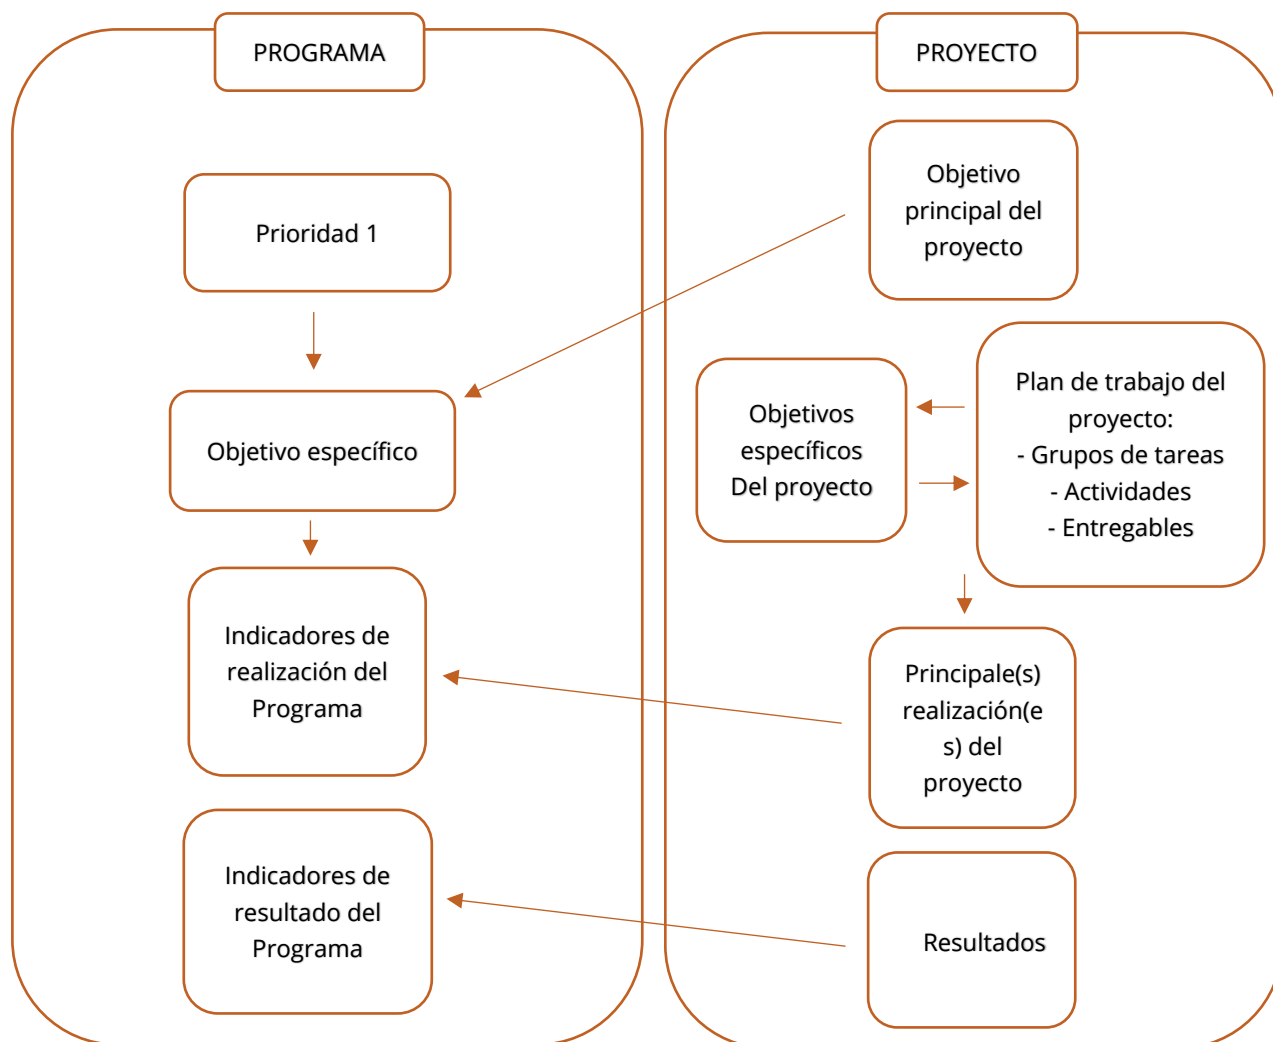 PROGRAMA
Prioridad 1
Objetivo específico
Indicadores de
realización del
Programa
Indicadores de
resultado del
Programa
PROYECTO
Objetivo
principal del
proyecto
Objetivos
específicos
Del proyecto
Plan de trabajo del
proyecto:
- Grupos de tareas
- Actividades
- Entregables
Principale(s)
realización(e
s) del
proyecto
Resultados